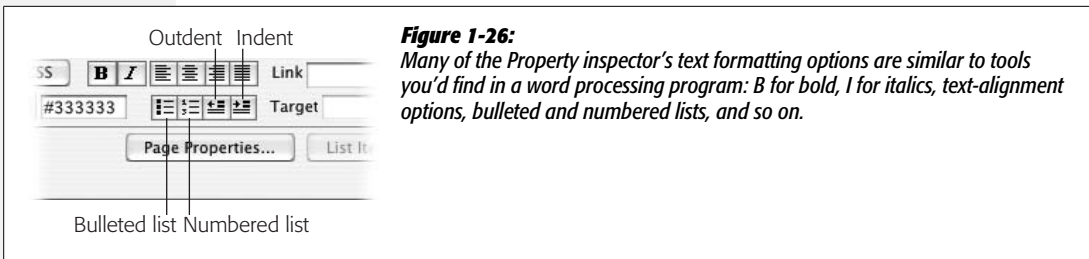 Outdent Indent
SS B I Link
#333333 Target
Page Properties... List It
Bulleted list Numbered list
Figure 1-26:
Many of the Property inspector's text formatting options are similar to tools
you'd find in a word processing program: B for bold, I for italics, text-alignment
options, bulleted and numbered lists, and so on.